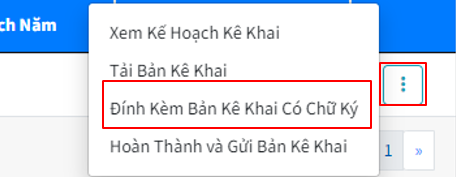 ch Năm
Xem Kế Hoạch Kê Khai
Tải Bản Kê Khai
Đính Kèm Bản Kê Khai Có Chữ Ký
Hoàn Thành và Gửi Bản Kê Khai
1 »